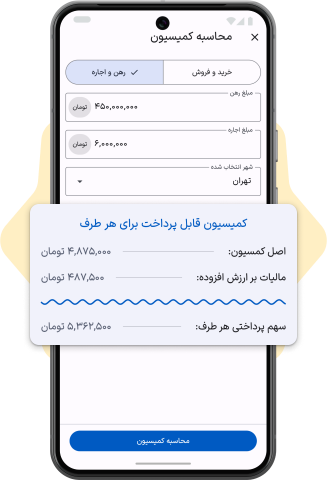 محاسبه کمیسیون
خرید و فروش
رهن و اجاره
مبلغ رهن
۴۵۰,۰۰۰,۰۰۰ تومان
مبلغ اجاره
۶,۰۰۰,۰۰۰ تومان
شهر انتخاب شده
تهران
کمیسیون قابل پرداخت برای هر طرف
اصل کمسیون: ۴,۸۷۵,۰۰۰ تومان
مالیات بر ارزش افزوده: ۴۸۷,۵۰۰ تومان
سهم پرداختی هر طرف: ۵,۳۶۲,۵۰۰ تومان
محاسبه کمیسیون